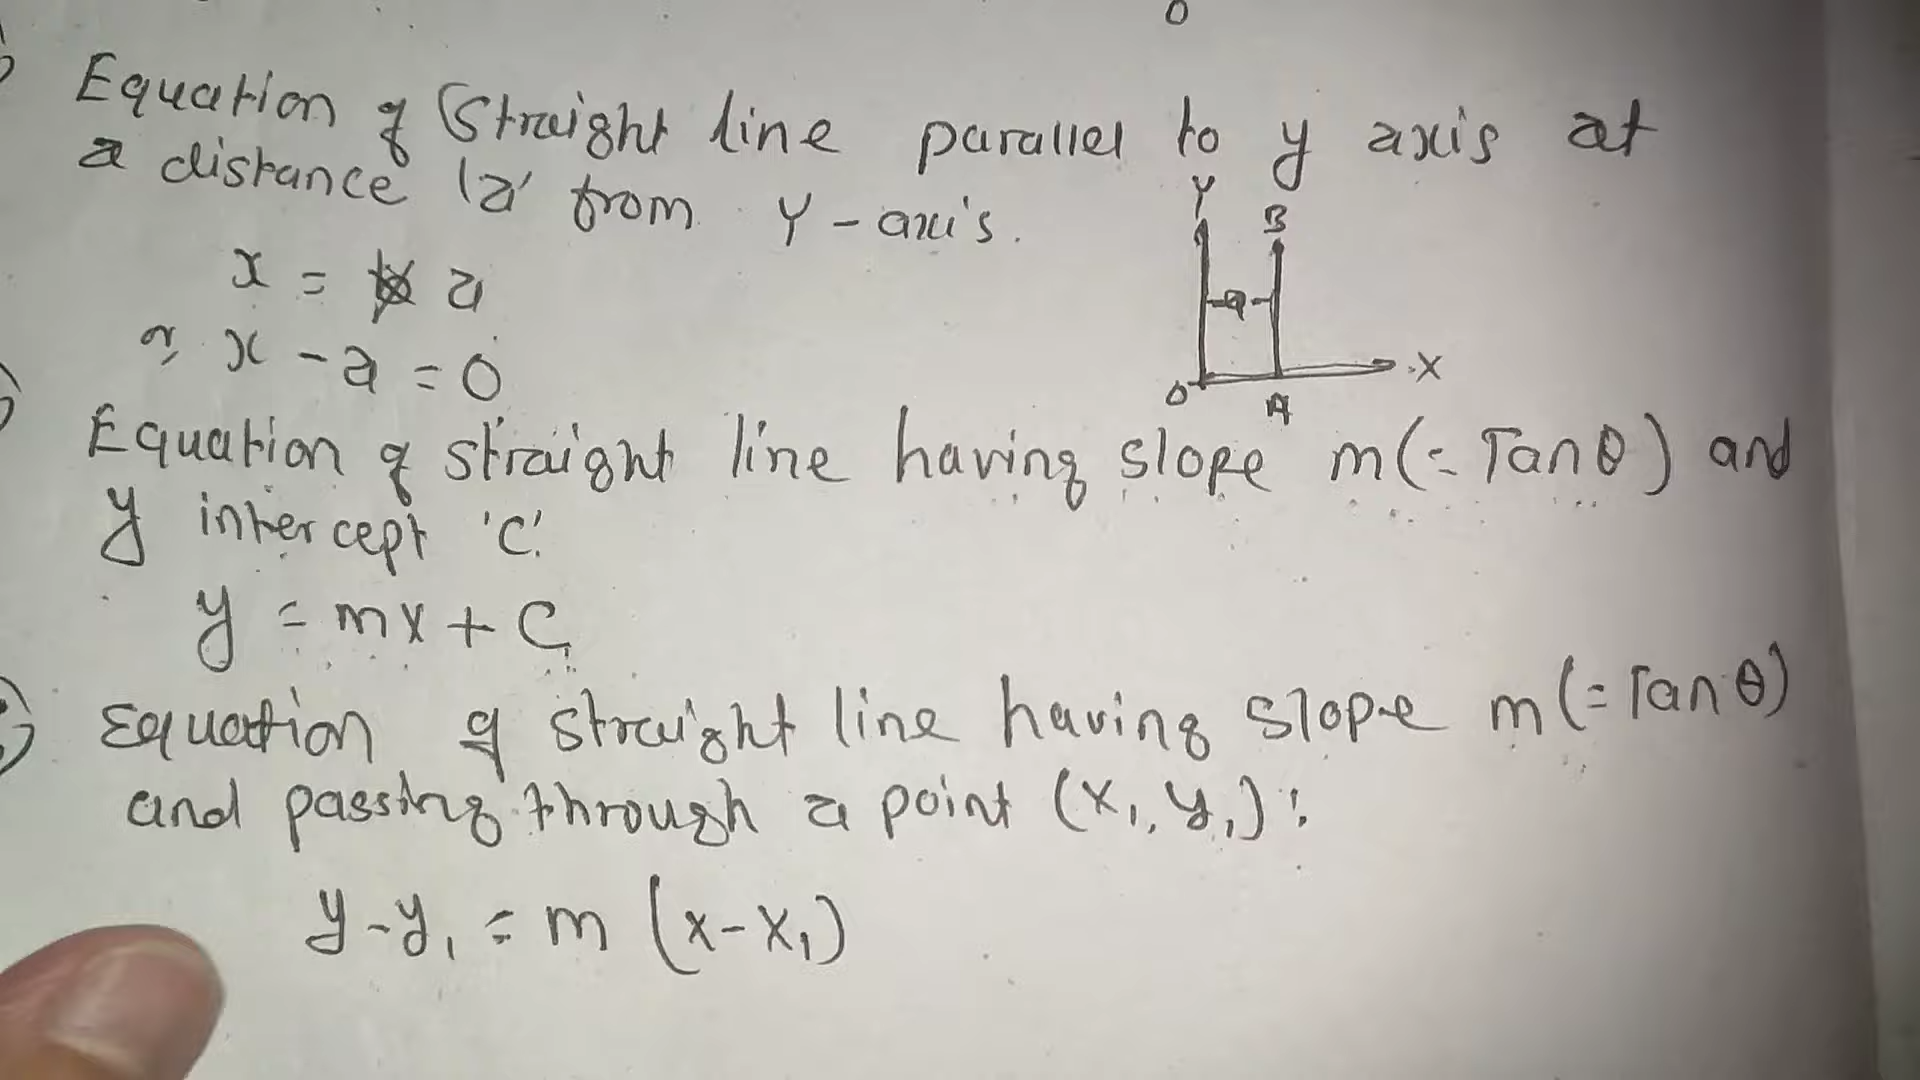 Equation of straight line parallel to y axis at
a distance 'a' from Y-axis.
x = a
or x - a = 0
Y
B
a
X
O
A
Equation of straight line having slope m(= Tanθ) and
y intercept 'c'.
y = mx + c
Equation of straight line having slope m(= Tanθ)
and passing through a point (x₁, y₁):
y - y₁ = m (x - x₁)